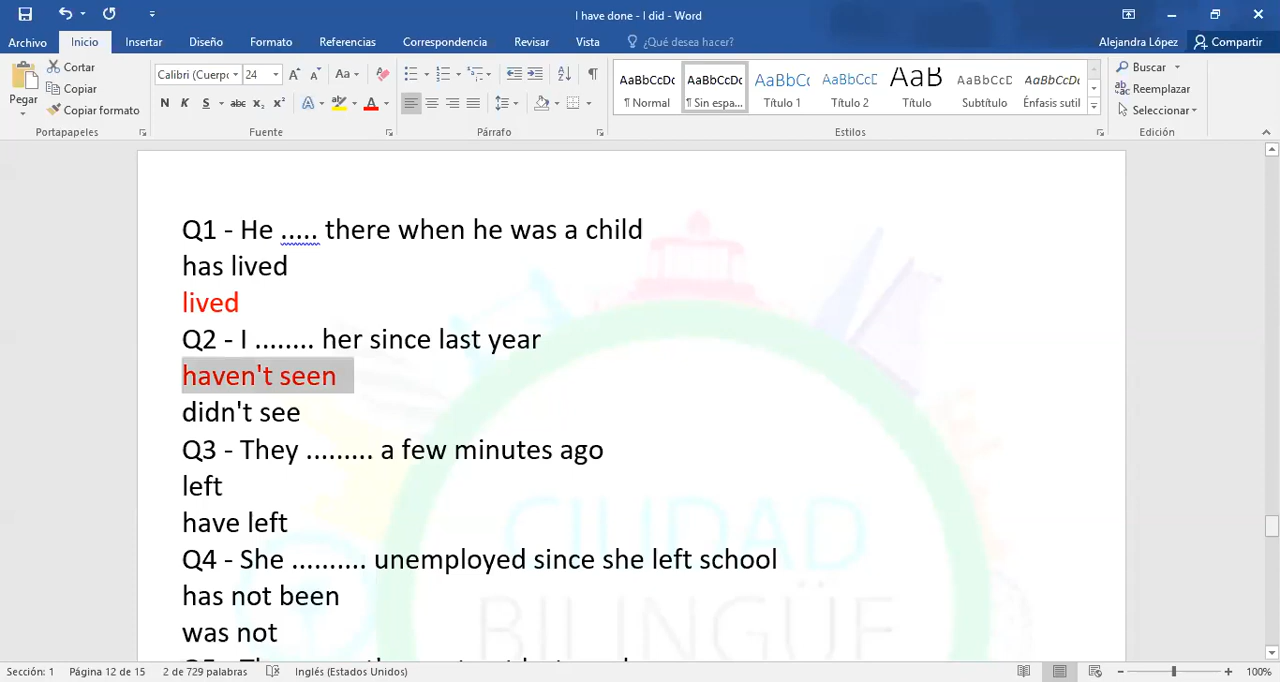 I have done - I did - Word
Archivo Inicio Insertar Diseño Formato Referencias Correspondencia Revisar Vista ¿Qué desea hacer? Alejandra López Compartir
Pegar
Cortar
Copiar
Copiar formato
Portapapeles
Calibri (Cuerpo 24
N K S abc
Fuente
Párrafo
AaBbCcDc AaBbCcDc AaBbCc AaBbCcD AaB AaBbCcD AaBbCcDc
¶ Normal ¶ Sin espa... Título 1 Título 2 Título Subtítulo Énfasis sutil
Estilos
Buscar
Reemplazar
Seleccionar
Edición
Q1 - He ..... there when he was a child
has lived
lived
Q2 - I ........ her since last year
haven't seen
didn't see
Q3 - They ......... a few minutes ago
left
have left
Q4 - She .......... unemployed since she left school
has not been
was not
CIUDAD
BILINGÜE
Sección: 1 Página 12 de 15 2 de 729 palabras Inglés (Estados Unidos) 100%